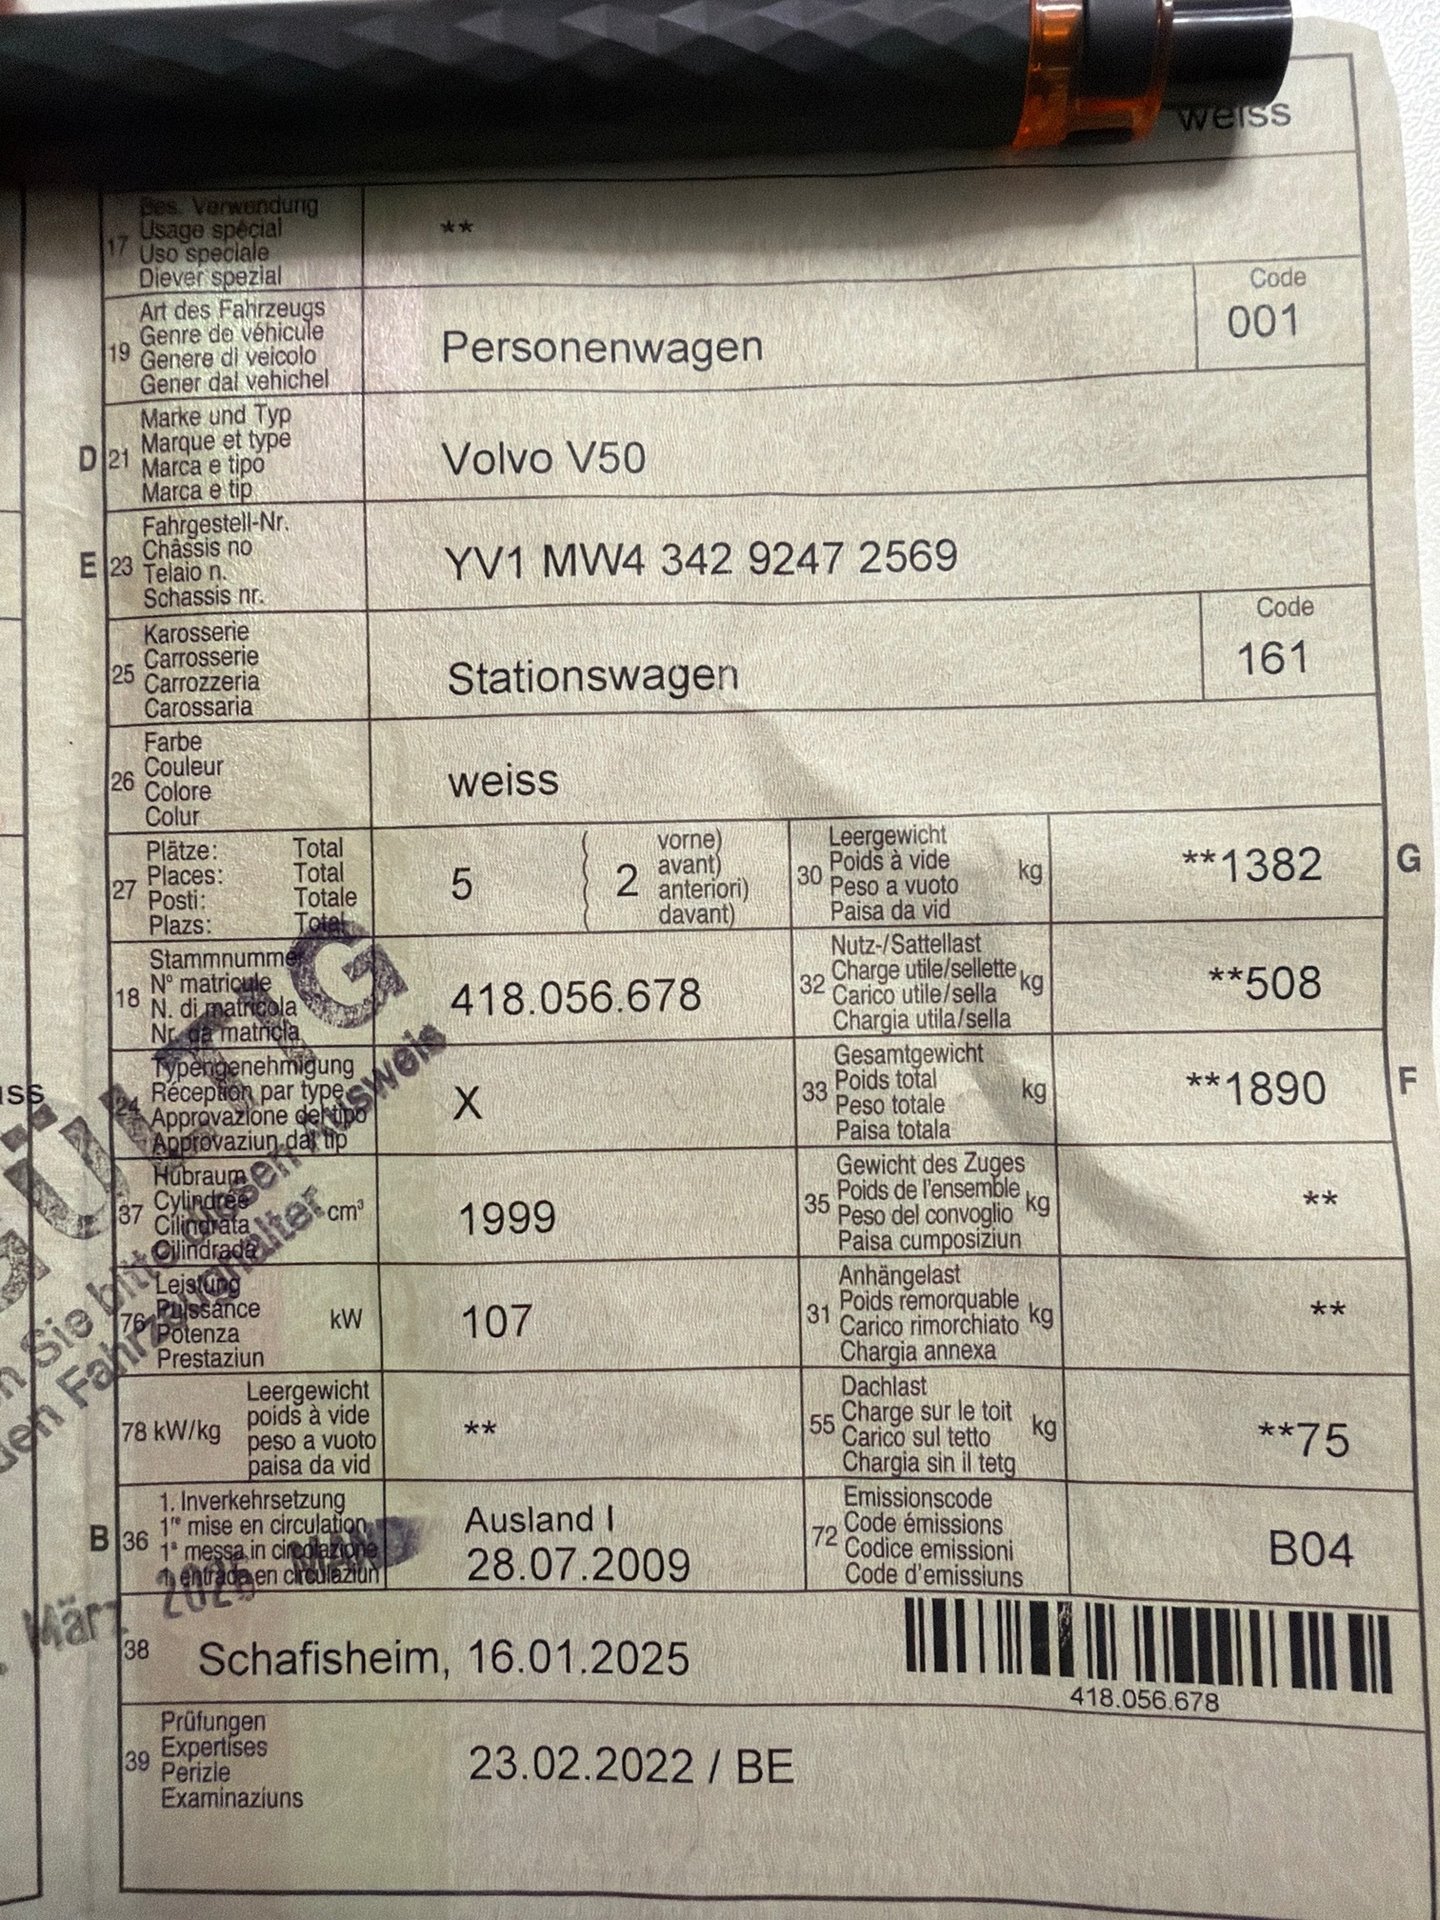 weiss
17
Bes. Verwendung
Usage spécial
Uso speciale
Diever spezial
**
19
Art des Fahrzeugs
Genre de véhicule
Genere di veicolo
Gener dal vehichel
Personenwagen
Code
001
D
21
Marke und Typ
Marque et type
Marca e tipo
Marca e tip
Volvo V50
E
23
Fahrgestell-Nr.
Châssis no
Telaio n.
Schassis nr.
YV1 MW4 342 9247 2569
25
Karosserie
Carrosserie
Carrozzeria
Carossaria
Stationswagen
Code
161
26
Farbe
Couleur
Colore
Colur
weiss
27
Plätze: Total
Places: Total
Posti: Totale
Plazs: Total
5
2
vorne)
avant)
anteriori)
davant)
30
Leergewicht
Poids à vide
Peso a vuoto
Paisa da vid
kg
**1382
G
18
Stammnummer
N° matricule
N. di matricola
Nr. da matricla
418.056.678
32
Nutz-/Sattellast
Charge utile/sellette
Carico utile/sella
Chargia utila/sella
kg
**508
24
Typengenehmigung
Réception par type
Approvazione del tipo
Approvaziun dal tip
X
33
Gesamtgewicht
Poids total
Peso totale
Paisa totala
kg
**1890
F
37
Hubraum
Cylindrée
Cilindrata
Cilindrada
cm³
1999
35
Gewicht des Zuges
Poids de l'ensemble
Peso del convoglio
Paisa cumposiziun
kg
**
76
Leistung
Puissance
Potenza
Prestaziun
kW
107
31
Anhängelast
Poids remorquable
Carico rimorchiato
Chargia annexa
kg
**
78 kW/kg
Leergewicht
poids à vide
peso a vuoto
paisa da vid
**
55
Dachlast
Charge sur le toit
Carico sul tetto
Chargia sin il tetg
kg
**75
B
36
1. Inverkehrsetzung
1re mise en circulation
1a messa in circolazione
1. entrada en circulaziun
Ausland I
28.07.2009
72
Emissionscode
Code émissions
Codice emissioni
Code d'emissiuns
B04
38
Schafisheim, 16.01.2025
418.056.678
39
Prüfungen
Expertises
Perizie
Examinaziuns
23.02.2022 / BE
ÜLTIG
Sie bitte diesen Ausweis
den Fahrzeughalter
März